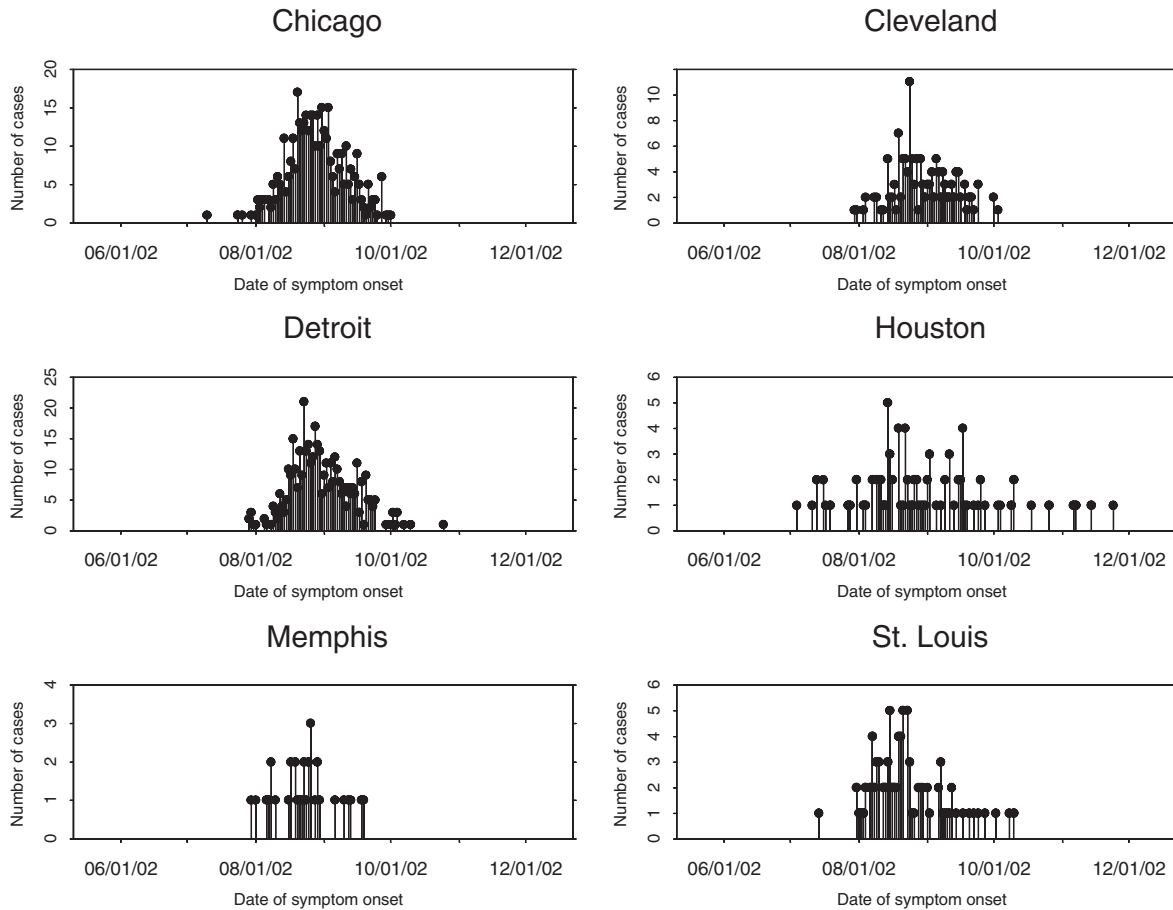 Chicago
Number of cases
0 5 10 15 20
06/01/02 08/01/02 10/01/02 12/01/02
Date of symptom onset
Cleveland
Number of cases
0 2 4 6 8 10
06/01/02 08/01/02 10/01/02 12/01/02
Date of symptom onset
Detroit
Number of cases
0 5 10 15 20 25
06/01/02 08/01/02 10/01/02 12/01/02
Date of symptom onset
Houston
Number of cases
0 1 2 3 4 5 6
06/01/02 08/01/02 10/01/02 12/01/02
Date of symptom onset
Memphis
Number of cases
0 1 2 3 4
06/01/02 08/01/02 10/01/02 12/01/02
Date of symptom onset
St. Louis
Number of cases
0 1 2 3 4 5 6
06/01/02 08/01/02 10/01/02 12/01/02
Date of symptom onset